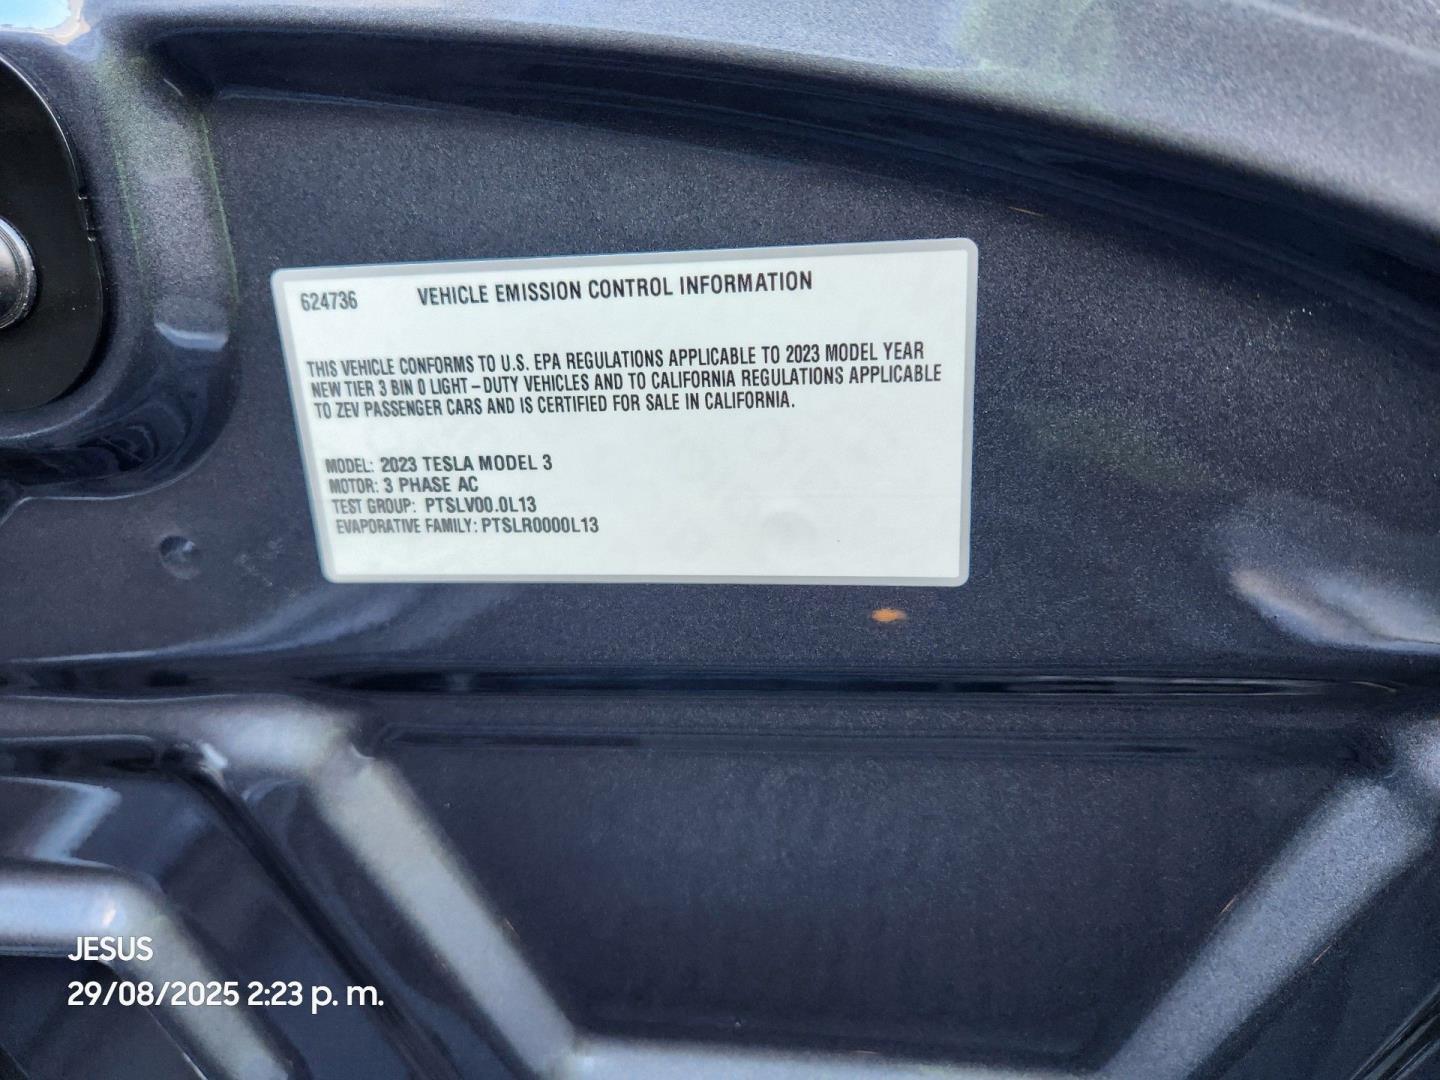 624736 VEHICLE EMISSION CONTROL INFORMATION
THIS VEHICLE CONFORMS TO U.S. EPA REGULATIONS APPLICABLE TO 2023 MODEL YEAR
NEW TIER 3 BIN 0 LIGHT-DUTY VEHICLES AND TO CALIFORNIA REGULATIONS APPLICABLE
TO ZEV PASSENGER CARS AND IS CERTIFIED FOR SALE IN CALIFORNIA.
MODEL: 2023 TESLA MODEL 3
MOTOR: 3 PHASE AC
TEST GROUP: PTSLV00.0L13
EVAPORATIVE FAMILY: PTSLR0000L13
JESUS
29/08/2025 2:23 p. m.